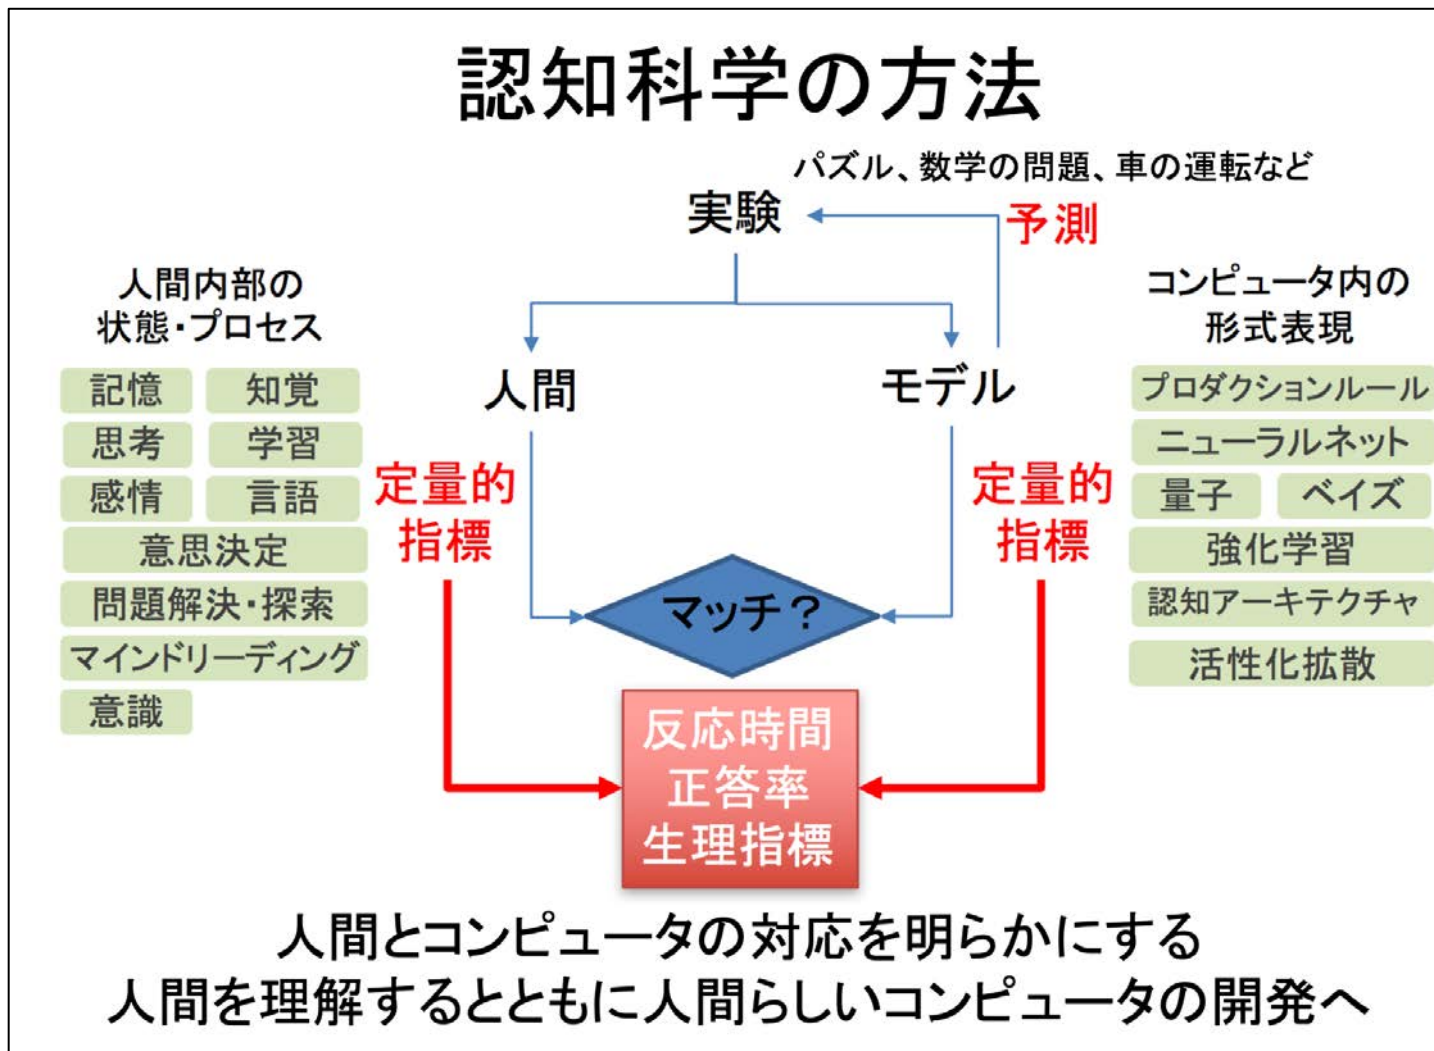 認知科学の方法
パズル、数学の問題、車の運転など
実験
予測
人間内部の
状態・プロセス
記憶
知覚
思考
学習
感情
言語
意思決定
問題解決・探索
マインドリーディング
意識
人間
モデル
定量的
指標
定量的
指標
マッチ？
反応時間
正答率
生理指標
コンピュータ内の
形式表現
プロダクションルール
ニューラルネット
量子
ベイズ
強化学習
認知アーキテクチャ
活性化拡散
人間とコンピュータの対応を明らかにする
人間を理解するとともに人間らしいコンピュータの開発へ